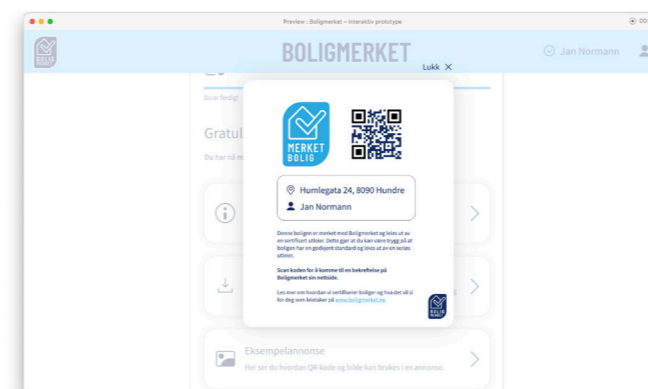 Preview : Boligmerket – Interaktiv prototype
BOLIG
BOLIGMERKET
Jan Normann
Lukk
Du er ferdig!
Gratul
Du har nå m
MERKET
BOLIG
Humlegata 24, 8090 Hundre
Jan Normann
Denne boligen er merket med Boligmerket og leies ut av
en sertifisert utleier. Dette gjør at du kan være trygg på at
boligen har en godkjent standard og leies ut av en seriøs
utleier.
Scan koden for å komme til en bekreftelse på
Boligmerket sin nettside.
Les mer om hvordan vi sertifiserer boliger og hva det vil si
for deg som leietaker på www.boligmerket.no.
BOLIG
Eksempelannonse
Her ser du hvordan QR-kode og bilde kan brukes i en annonse.